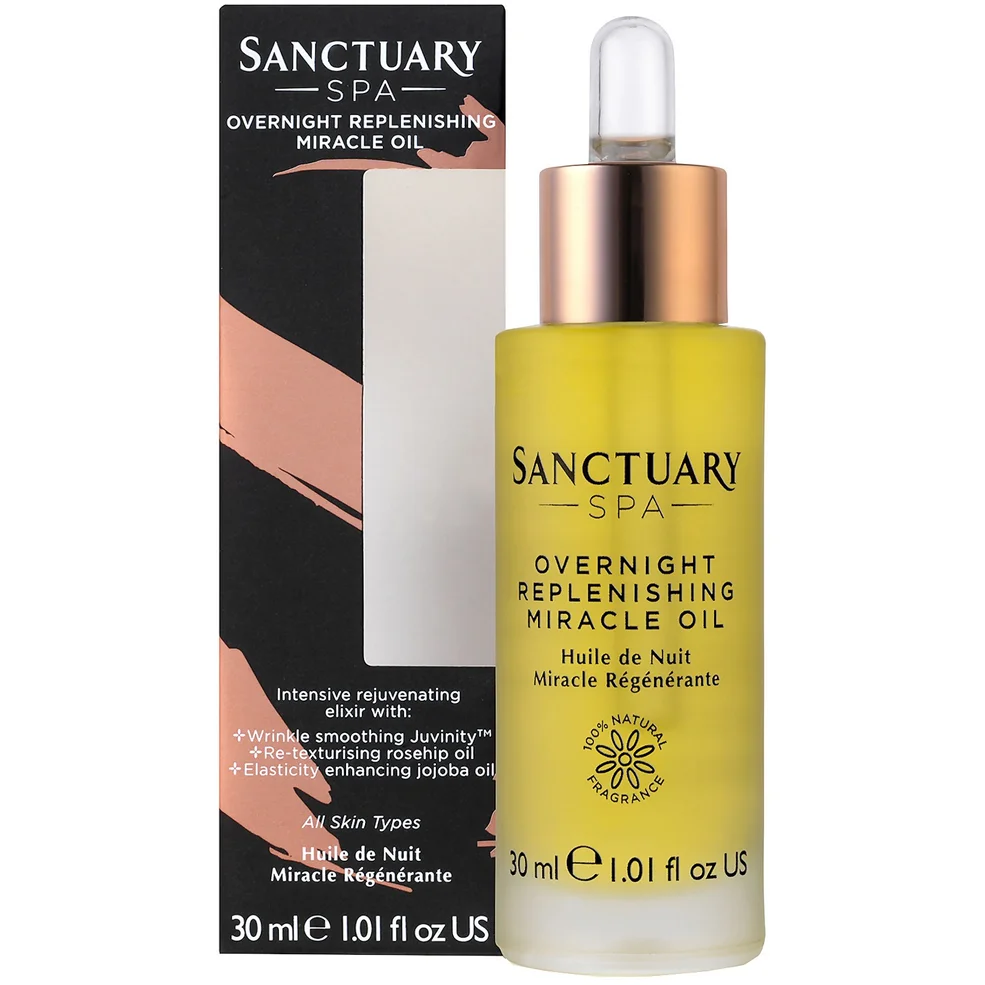 SANCTUARY
SPA
OVERNIGHT REPLENISHING
MIRACLE OIL
Intensive rejuvenating
elixir with:
✢Wrinkle smoothing Juvinity™
✢Re-texturising rosehip oil
✢Elasticity enhancing jojoba oil
All Skin Types
Huile de Nuit
Miracle Régénérante
30 ml ℮ 1.01 fl oz US
SANCTUARY
SPA
OVERNIGHT
REPLENISHING
MIRACLE OIL
Huile de Nuit
Miracle Régénérante
100% NATURAL
FRAGRANCE
30 ml ℮ 1.01 fl oz US